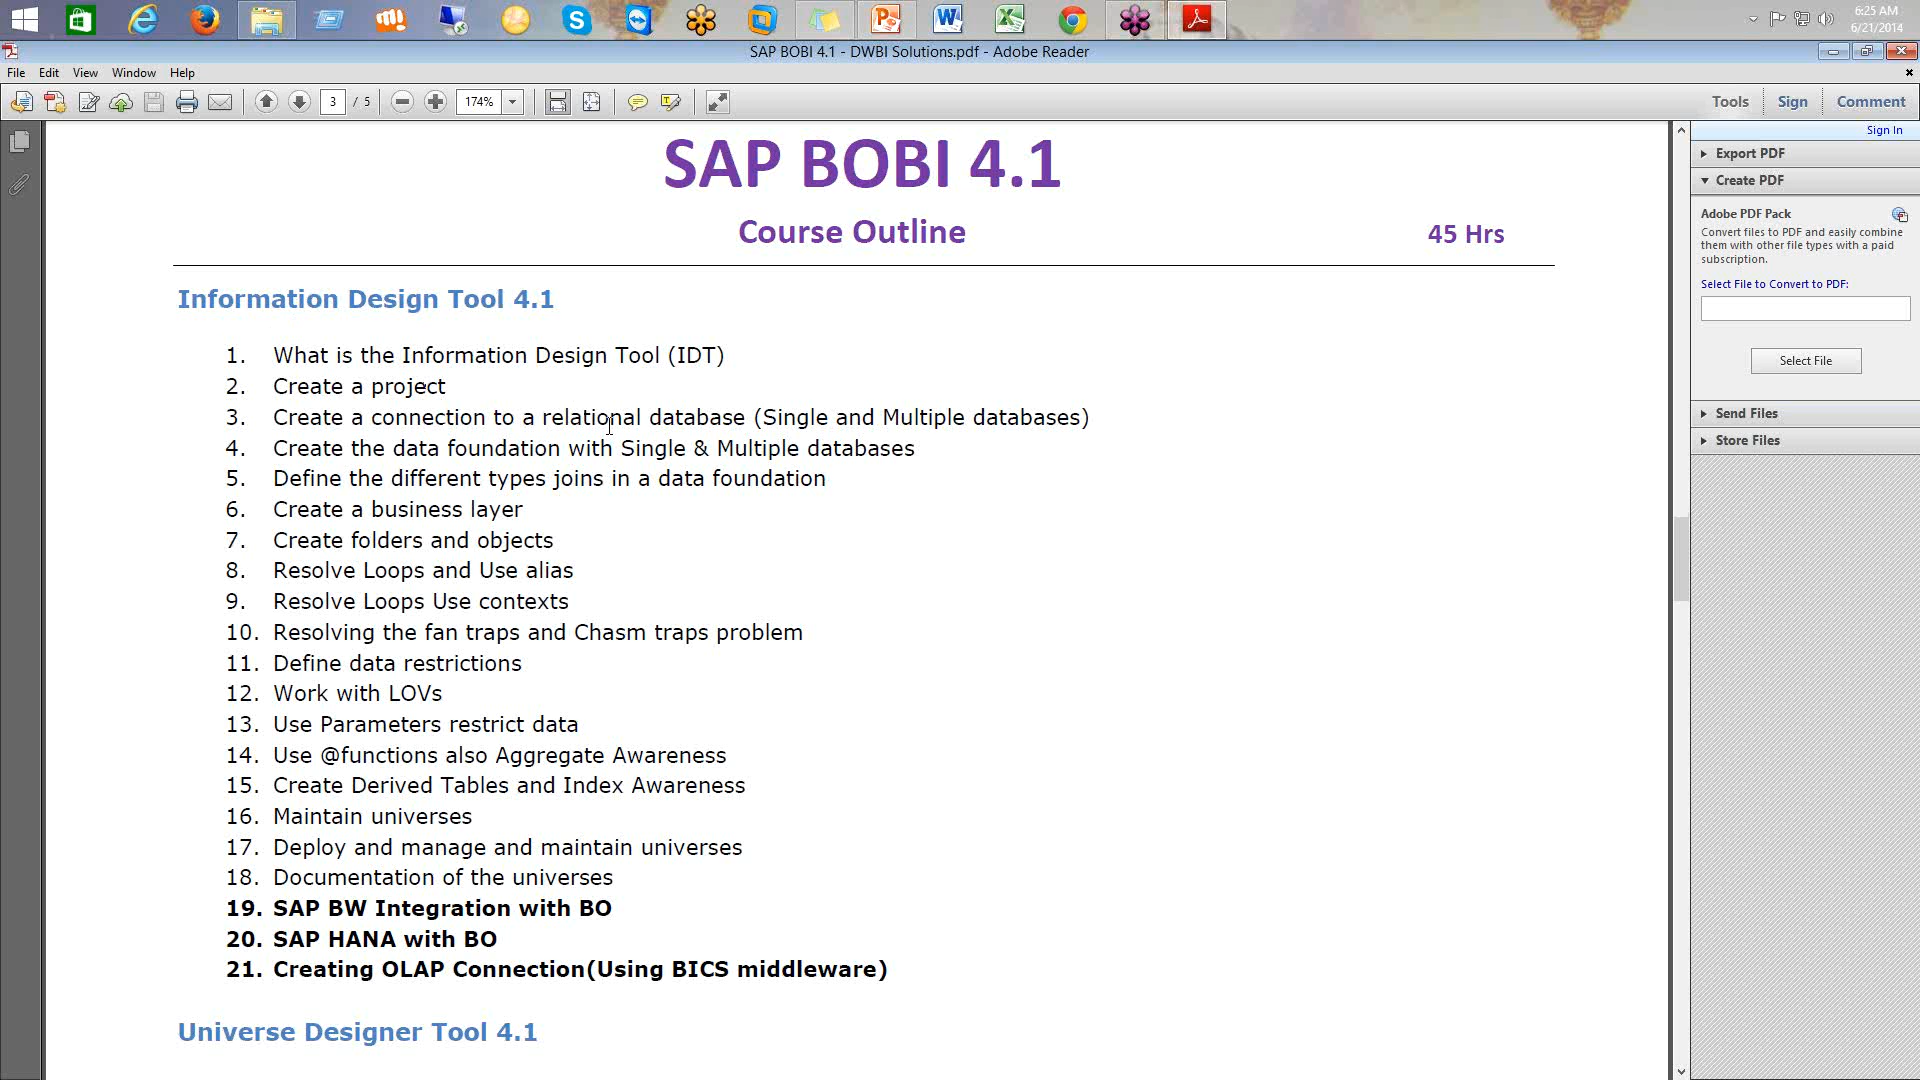 6:25 AM
6/21/2014
SAP BOBI 4.1 - DWBI Solutions.pdf - Adobe Reader
File Edit View Window Help
3 / 5 174% Tools Sign Comment
Sign In
Export PDF
Create PDF
Adobe PDF Pack
Convert files to PDF and easily combine
them with other file types with a paid
subscription.
Select File to Convert to PDF:
Select File
Send Files
Store Files
SAP BOBI 4.1
Course Outline 45 Hrs
Information Design Tool 4.1
1. What is the Information Design Tool (IDT)
2. Create a project
3. Create a connection to a relational database (Single and Multiple databases)
4. Create the data foundation with Single & Multiple databases
5. Define the different types joins in a data foundation
6. Create a business layer
7. Create folders and objects
8. Resolve Loops and Use alias
9. Resolve Loops Use contexts
10. Resolving the fan traps and Chasm traps problem
11. Define data restrictions
12. Work with LOVs
13. Use Parameters restrict data
14. Use @functions also Aggregate Awareness
15. Create Derived Tables and Index Awareness
16. Maintain universes
17. Deploy and manage and maintain universes
18. Documentation of the universes
19. SAP BW Integration with BO
20. SAP HANA with BO
21. Creating OLAP Connection(Using BICS middleware)
Universe Designer Tool 4.1